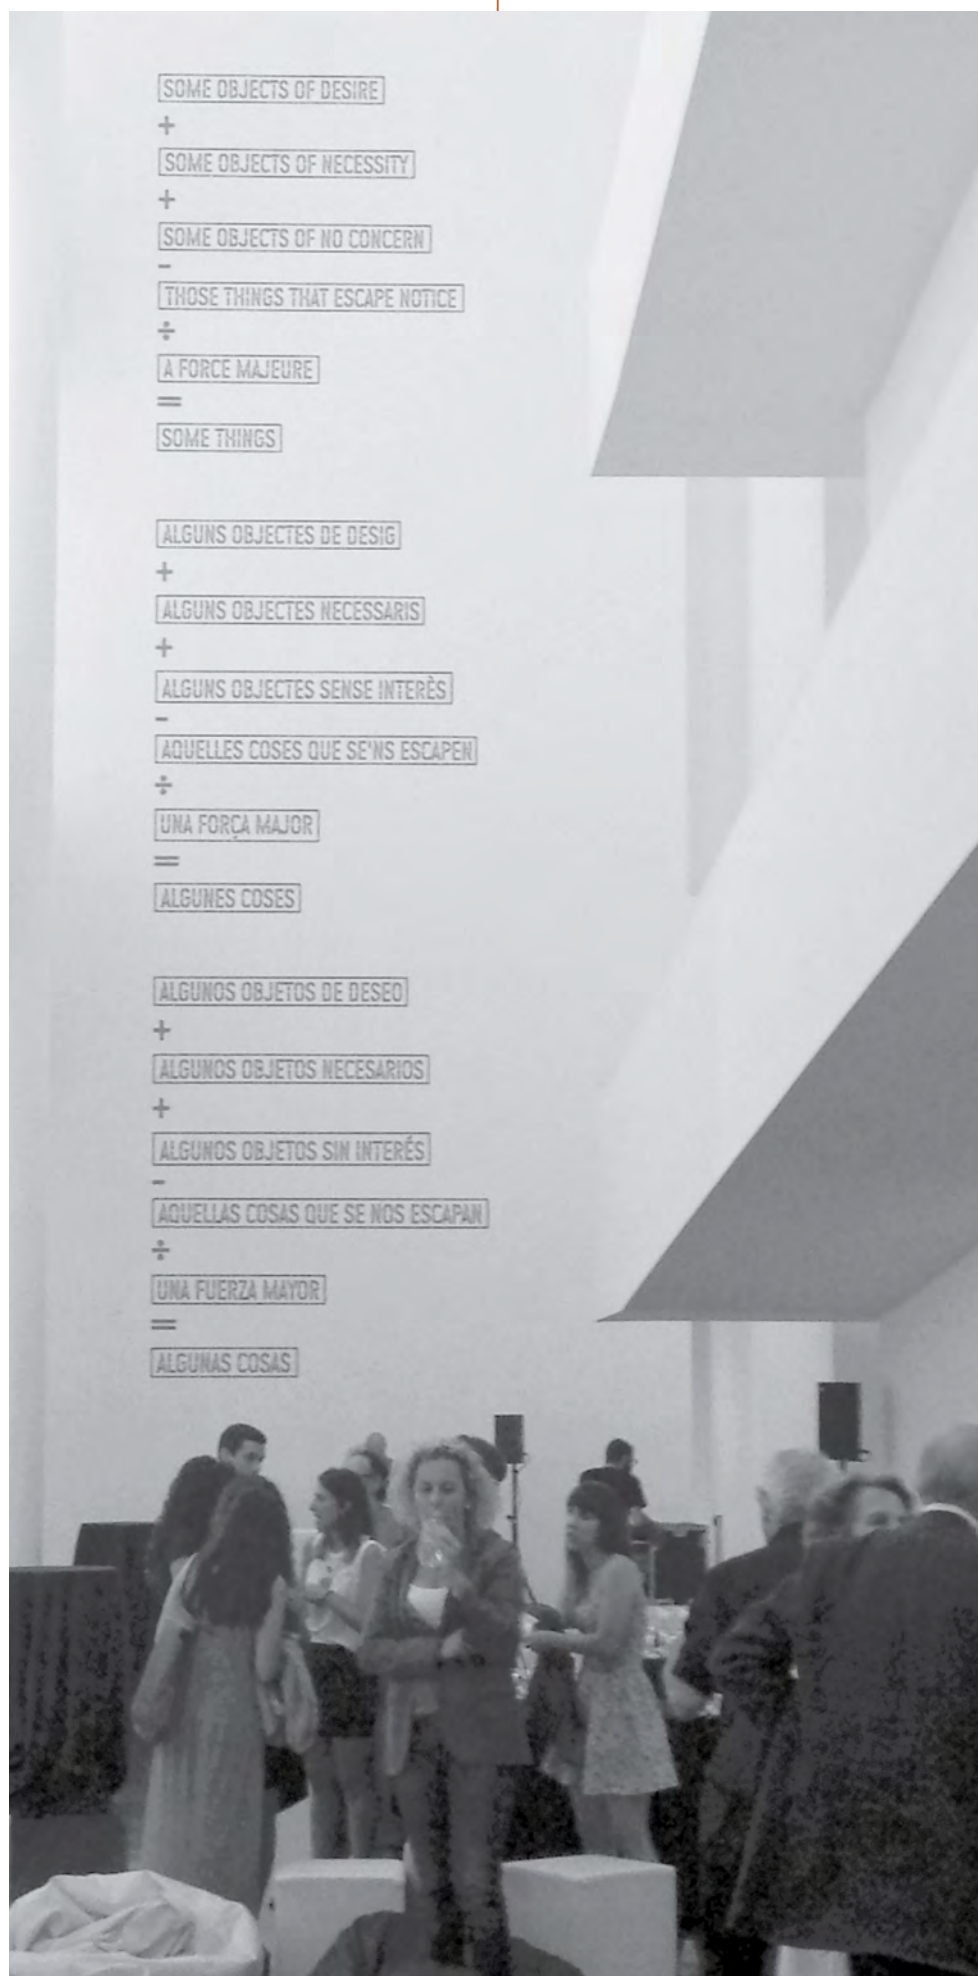 SOME OBJECTS OF DESIRE
+
SOME OBJECTS OF NECESSITY
+
SOME OBJECTS OF NO CONCERN
-
THOSE THINGS THAT ESCAPE NOTICE
÷
A FORCE MAJEURE
=
SOME THINGS
ALGUNS OBJECTES DE DESIG
+
ALGUNS OBJECTES NECESSARIS
+
ALGUNS OBJECTES SENSE INTERÈS
-
AQUELLES COSES QUE SE'NS ESCAPEN
÷
UNA FORÇA MAJOR
=
ALGUNES COSES
ALGUNOS OBJETOS DE DESEO
+
ALGUNOS OBJETOS NECESARIOS
+
ALGUNOS OBJETOS SIN INTERÉS
-
AQUELLAS COSAS QUE SE NOS ESCAPAN
÷
UNA FUERZA MAYOR
=
ALGUNAS COSAS